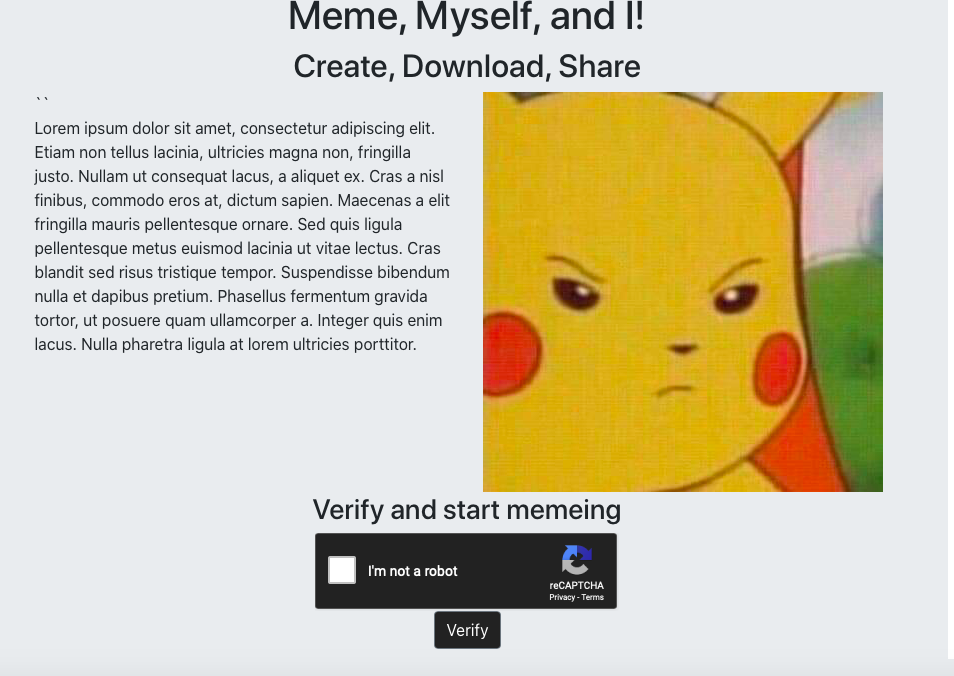 Meme, Myself, and I!
Create, Download, Share
``
Lorem ipsum dolor sit amet, consectetur adipiscing elit.
Etiam non tellus lacinia, ultricies magna non, fringilla
justo. Nullam ut consequat lacus, a aliquet ex. Cras a nisl
finibus, commodo eros at, dictum sapien. Maecenas a elit
fringilla mauris pellentesque ornare. Sed quis ligula
pellentesque metus euismod lacinia ut vitae lectus. Cras
blandit sed risus tristique tempor. Suspendisse bibendum
nulla et dapibus pretium. Phasellus fermentum gravida
tortor, ut posuere quam ullamcorper a. Integer quis enim
lacus. Nulla pharetra ligula at lorem ultricies porttitor.
Verify and start memeing
I'm not a robot
reCAPTCHA
Privacy - Terms
Verify